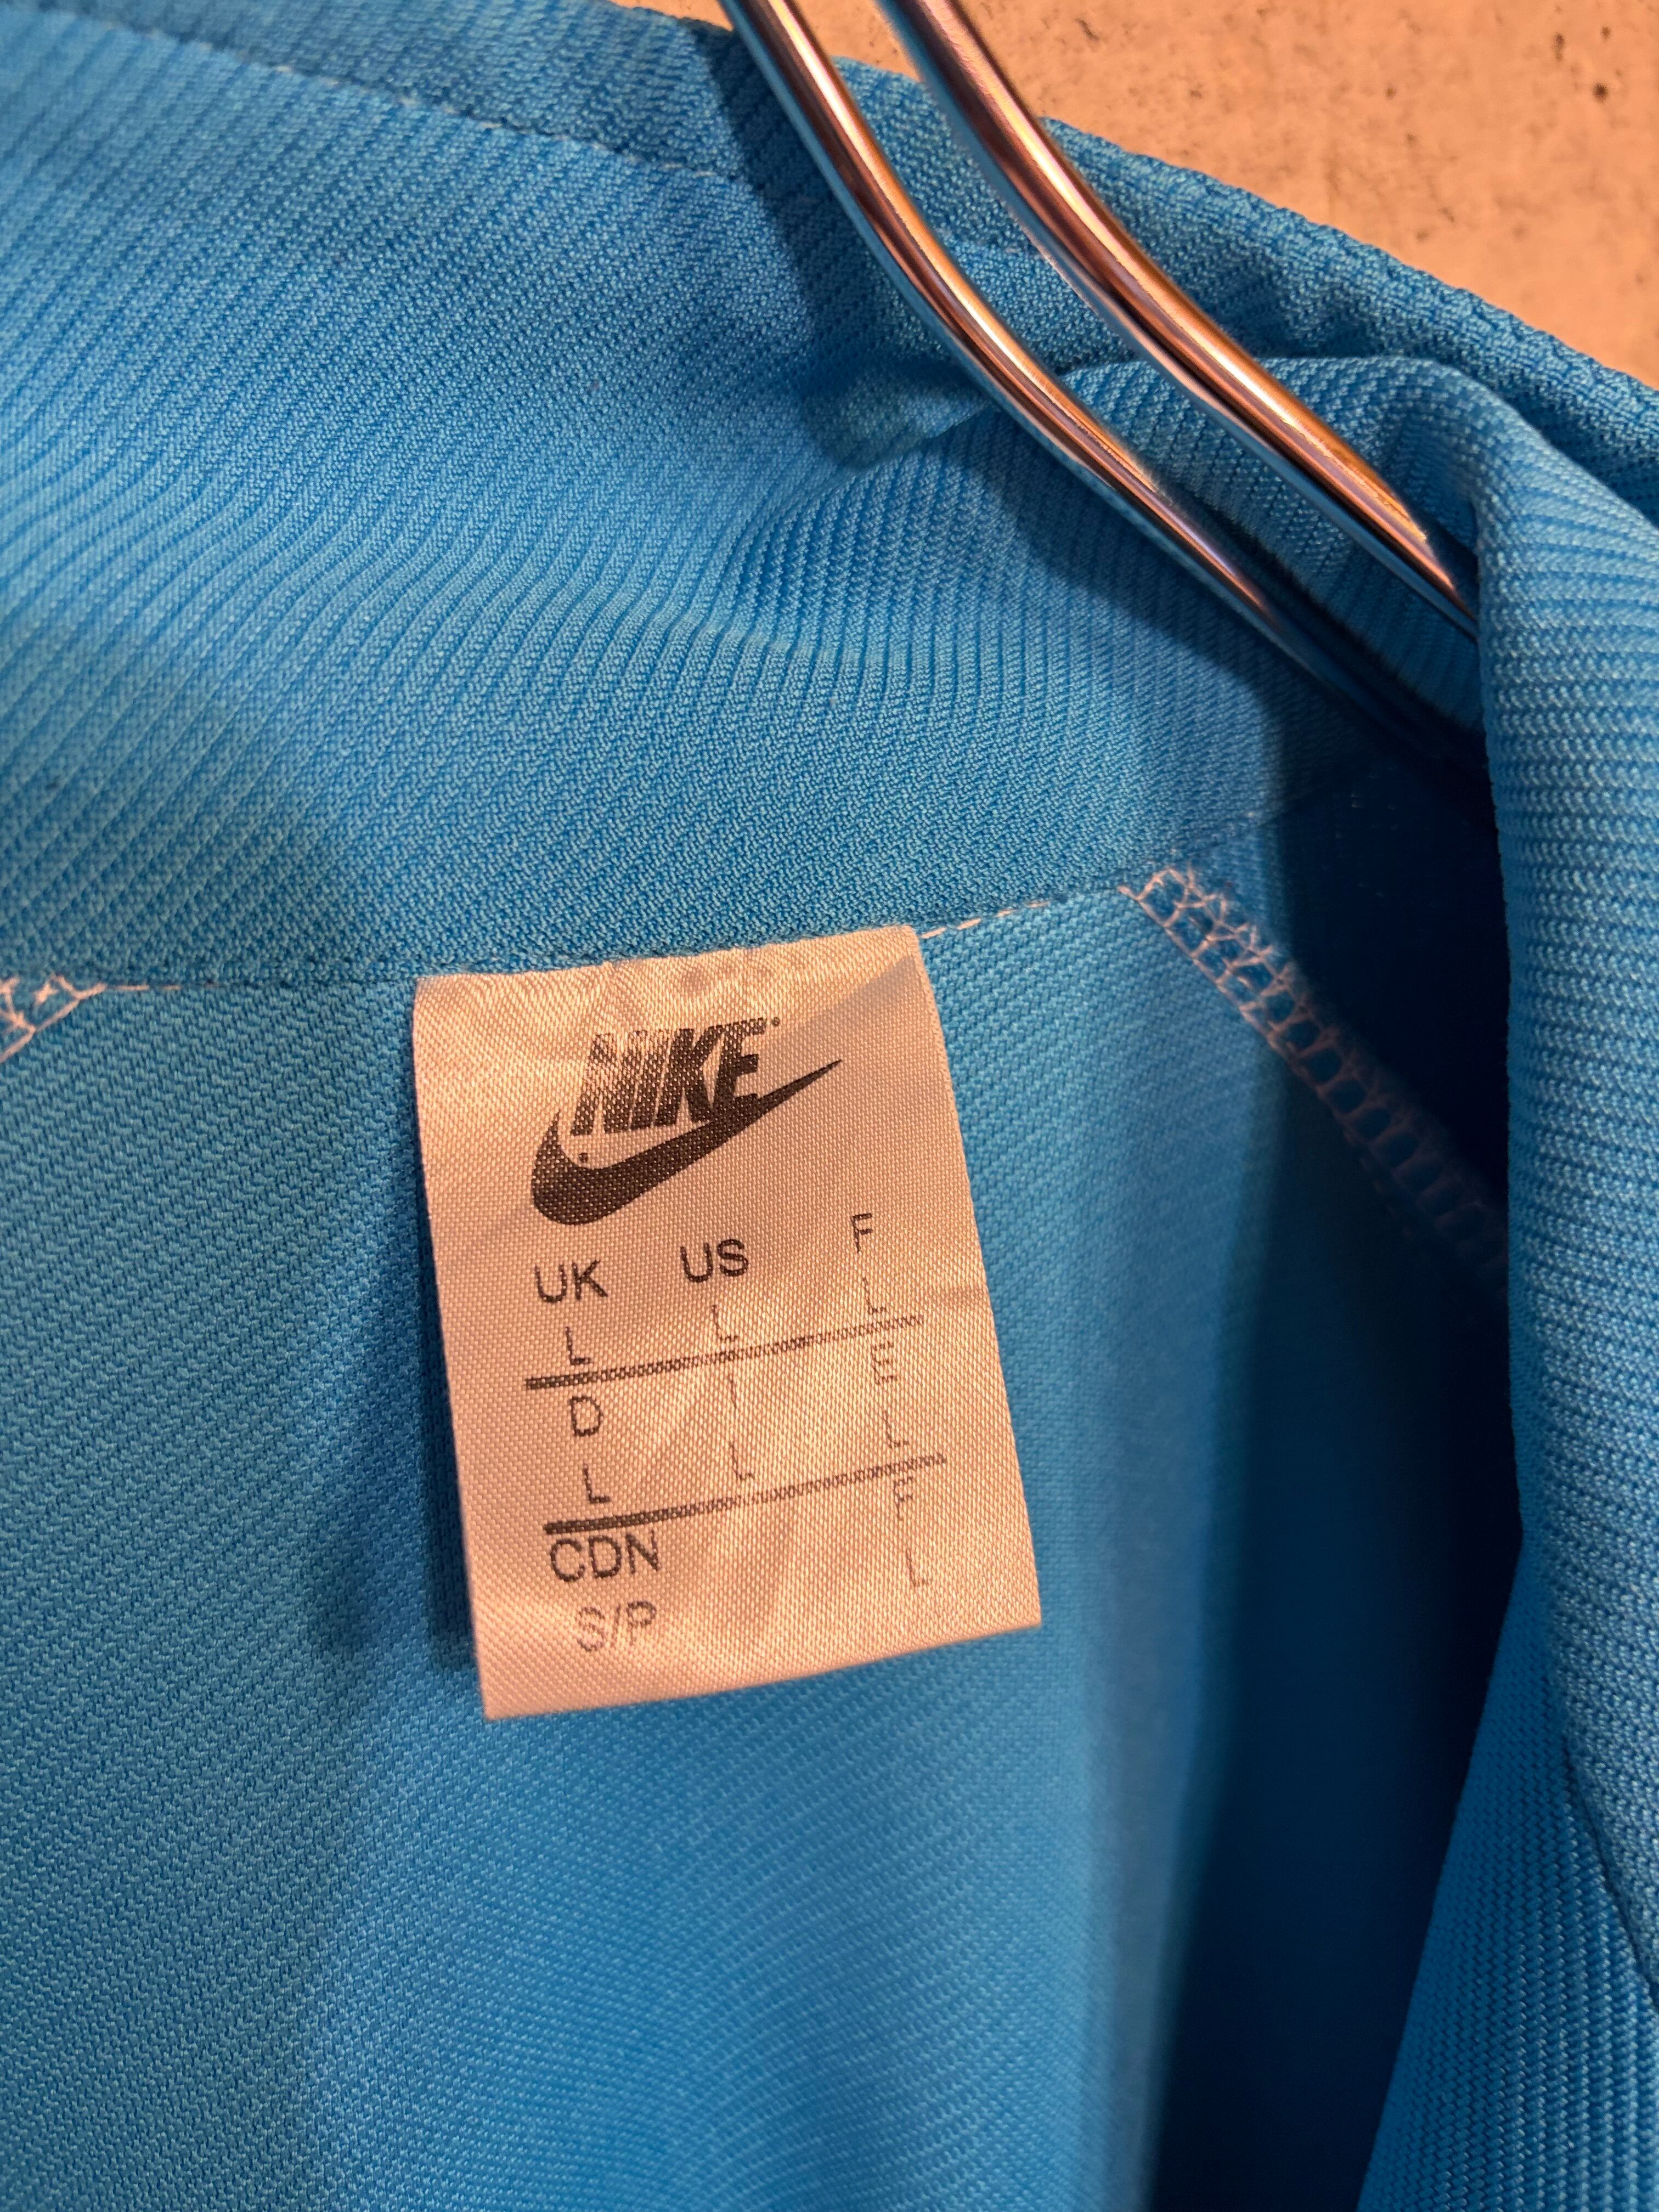 NIKE
UK US F
L L L
D I E
L L L
CDN F
S/P L